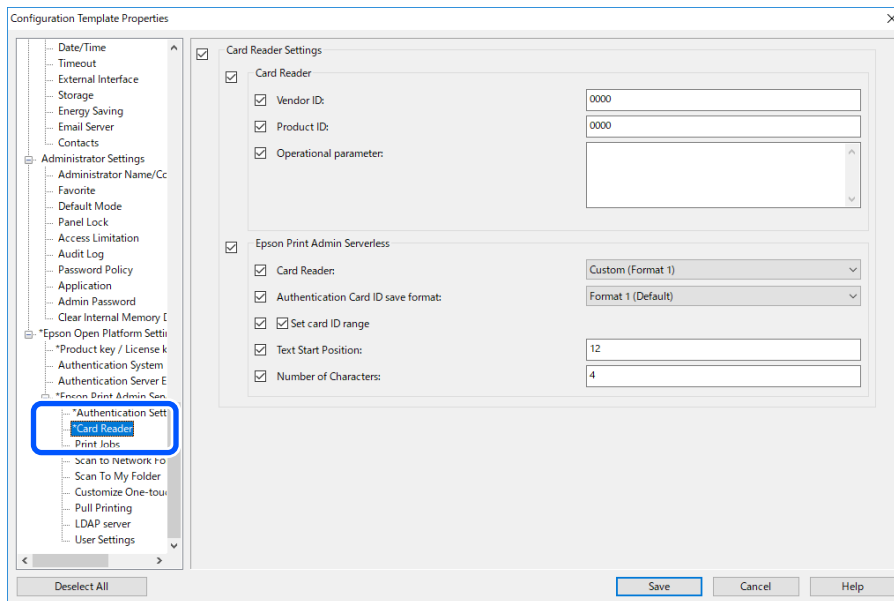 Configuration Template Properties
Date/Time
Timeout
External Interface
Storage
Energy Saving
Email Server
Contacts
Administrator Settings
Administrator Name/Co
Favorite
Default Mode
Panel Lock
Access Limitation
Audit Log
Password Policy
Application
Admin Password
Clear Internal Memory D
*Epson Open Platform Settin
*Product key / License k
Authentication System
Authentication Server E
*Epson Print Admin Ser
*Authentication Sett
*Card Reader
Print Jobs
Scan to Network Fo
Scan To My Folder
Customize One-tou
Pull Printing
LDAP server
User Settings
Card Reader Settings
Card Reader
Vendor ID: 0000
Product ID: 0000
Operational parameter:
Epson Print Admin Serverless
Card Reader: Custom (Format 1)
Authentication Card ID save format: Format 1 (Default)
Set card ID range
Text Start Position: 12
Number of Characters: 4
Deselect All Save Cancel Help